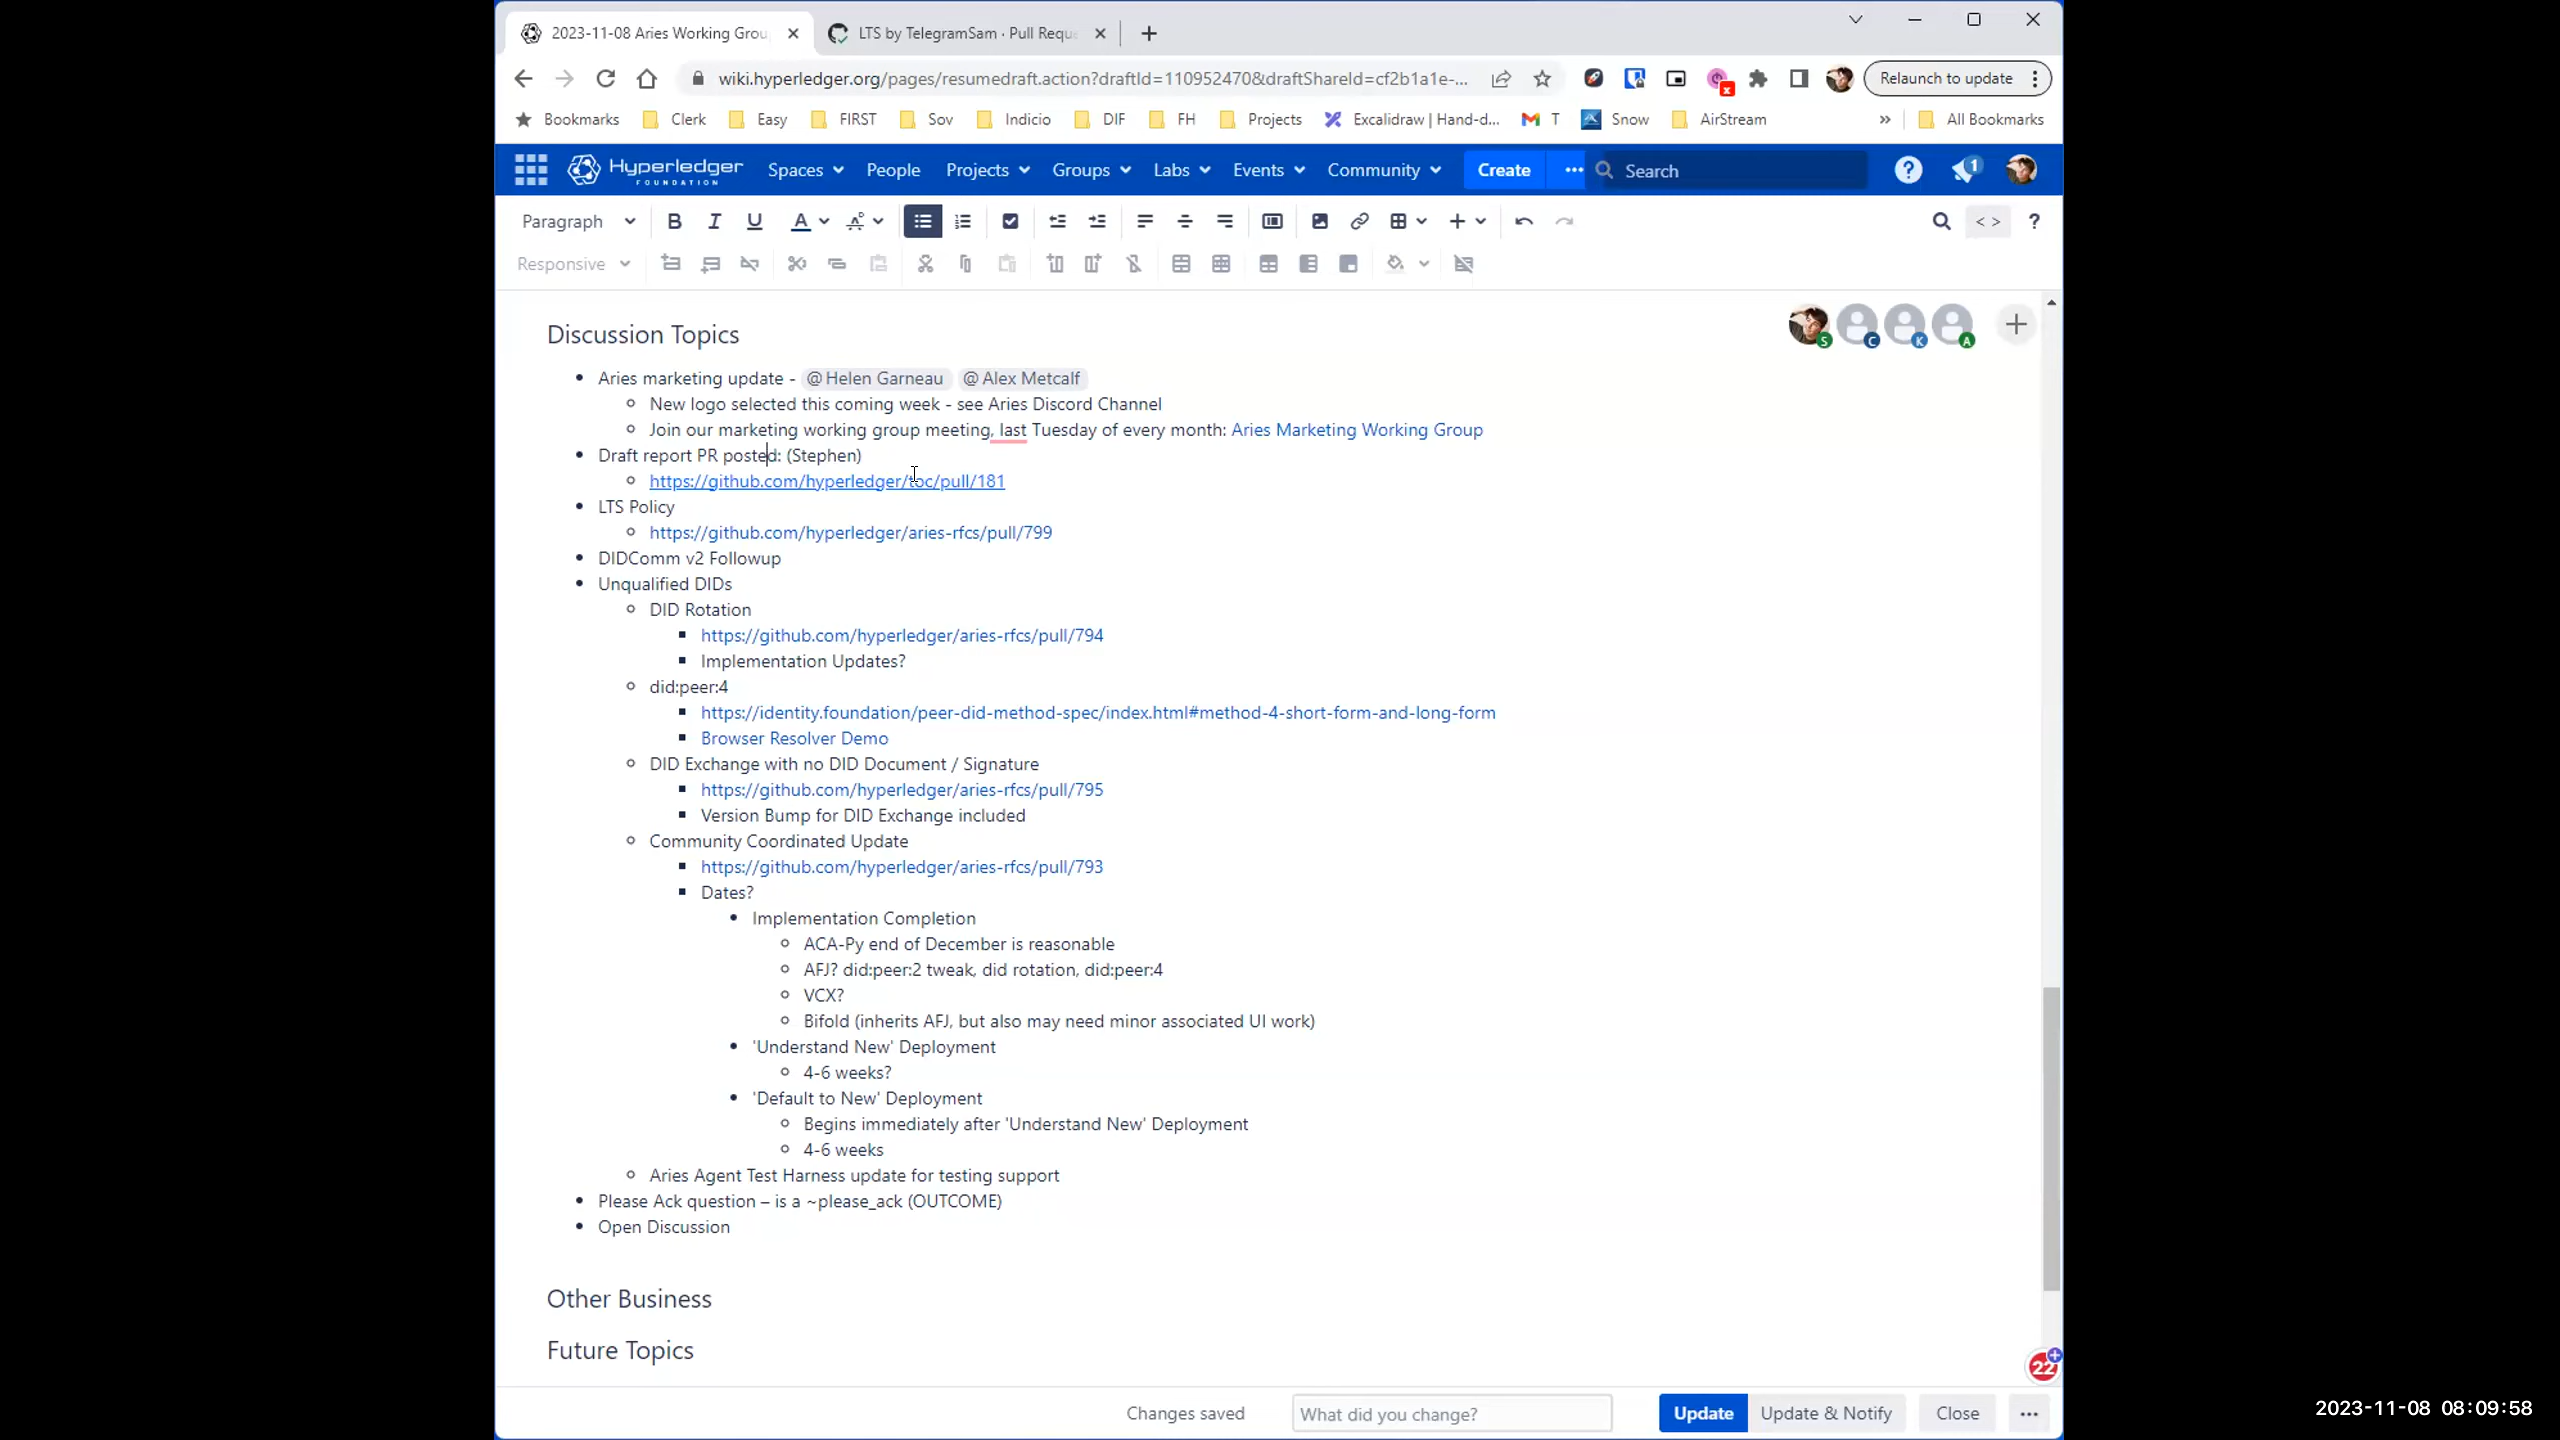 2023-11-08 Aries Working Grou
LTS by TelegramSam · Pull Requ
wiki.hyperledger.org/pages/resumedraft.action?draftId=110952470&draftShareId=cf2b1a1e-...
Relaunch to update
Bookmarks Clerk Easy FIRST Sov Indicio DIF FH Projects Excalidraw | Hand-d... T Snow AirStream » All Bookmarks
HYPERLEDGER FOUNDATION Spaces People Projects Groups Labs Events Community Create ... Search ? 1
Paragraph B I U A < > ?
Responsive
Discussion Topics
S C K A
• Aries marketing update - @Helen Garneau @Alex Metcalf
New logo selected this coming week - see Aries Discord Channel
Join our marketing working group meeting, last Tuesday of every month: Aries Marketing Working Group
• Draft report PR posted: (Stephen)
https://github.com/hyperledger/toc/pull/181
• LTS Policy
https://github.com/hyperledger/aries-rfcs/pull/799
• DIDComm v2 Followup
• Unqualified DIDs
DID Rotation
https://github.com/hyperledger/aries-rfcs/pull/794
Implementation Updates?
did:peer:4
https://identity.foundation/peer-did-method-spec/index.html#method-4-short-form-and-long-form
Browser Resolver Demo
DID Exchange with no DID Document / Signature
https://github.com/hyperledger/aries-rfcs/pull/795
Version Bump for DID Exchange included
Community Coordinated Update
https://github.com/hyperledger/aries-rfcs/pull/793
Dates?
• Implementation Completion
ACA-Py end of December is reasonable
AFJ? did:peer:2 tweak, did rotation, did:peer:4
VCX?
Bifold (inherits AFJ, but also may need minor associated UI work)
• 'Understand New' Deployment
4-6 weeks?
• 'Default to New' Deployment
Begins immediately after 'Understand New' Deployment
4-6 weeks
Aries Agent Test Harness update for testing support
• Please Ack question – is a ~please_ack (OUTCOME)
• Open Discussion
Other Business
Future Topics
22
Changes saved What did you change? Update Update & Notify Close ...
2023-11-08 08:09:58